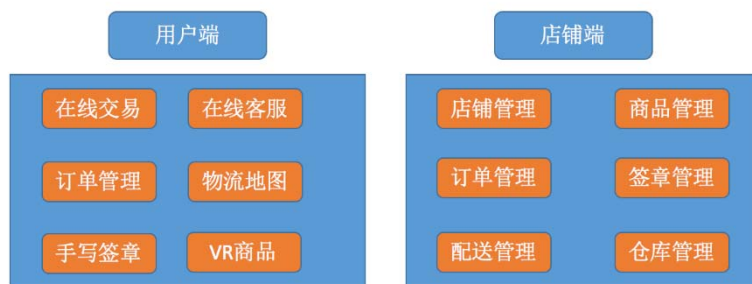 用户端
店铺端
在线交易
在线客服
订单管理
物流地图
手写签章
VR商品
店铺管理
商品管理
订单管理
签章管理
配送管理
仓库管理